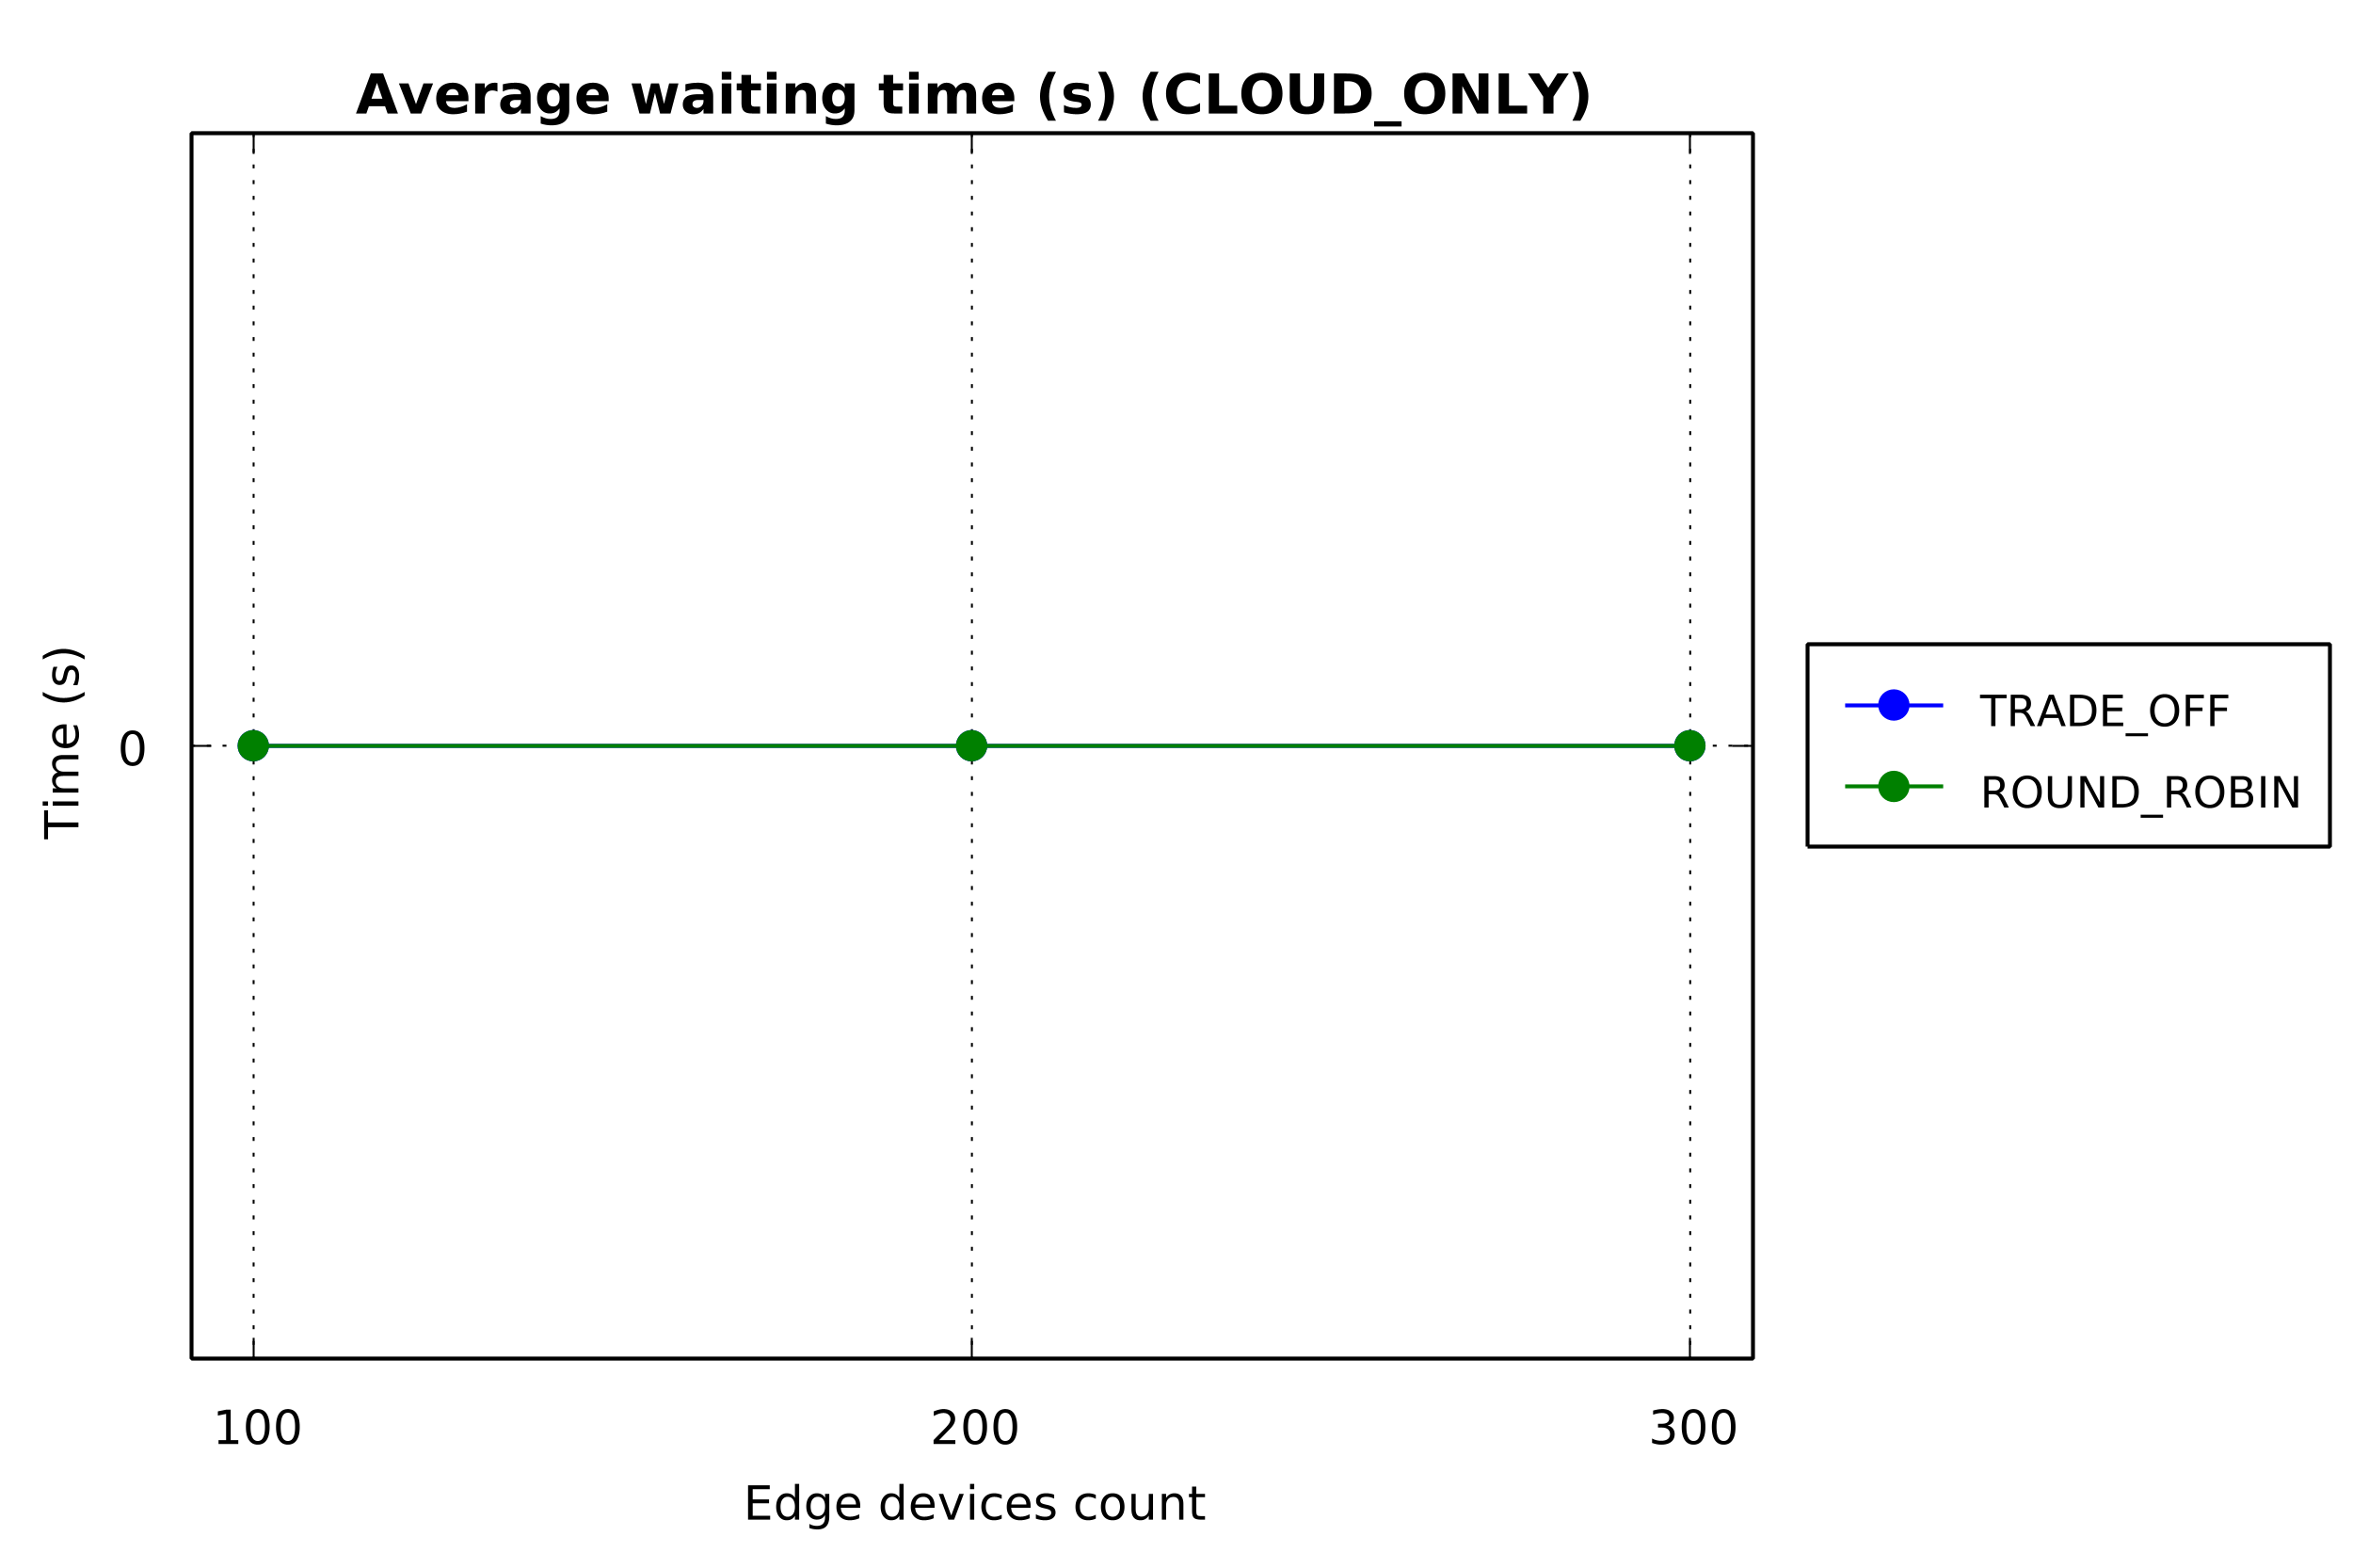 Average waiting time (s) (CLOUD_ONLY)
Time (s)
0
TRADE_OFF
ROUND_ROBIN
100 200 300
Edge devices count